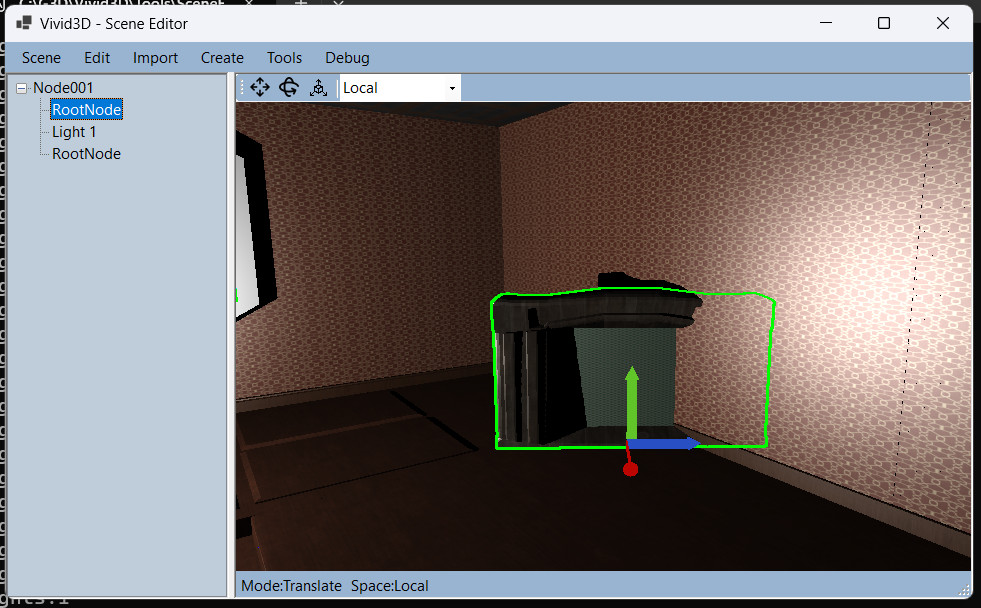 Vivid3D - Scene Editor
Scene Edit Import Create Tools Debug
Node001
RootNode
Light 1
RootNode
Local
Mode:Translate Space:Local